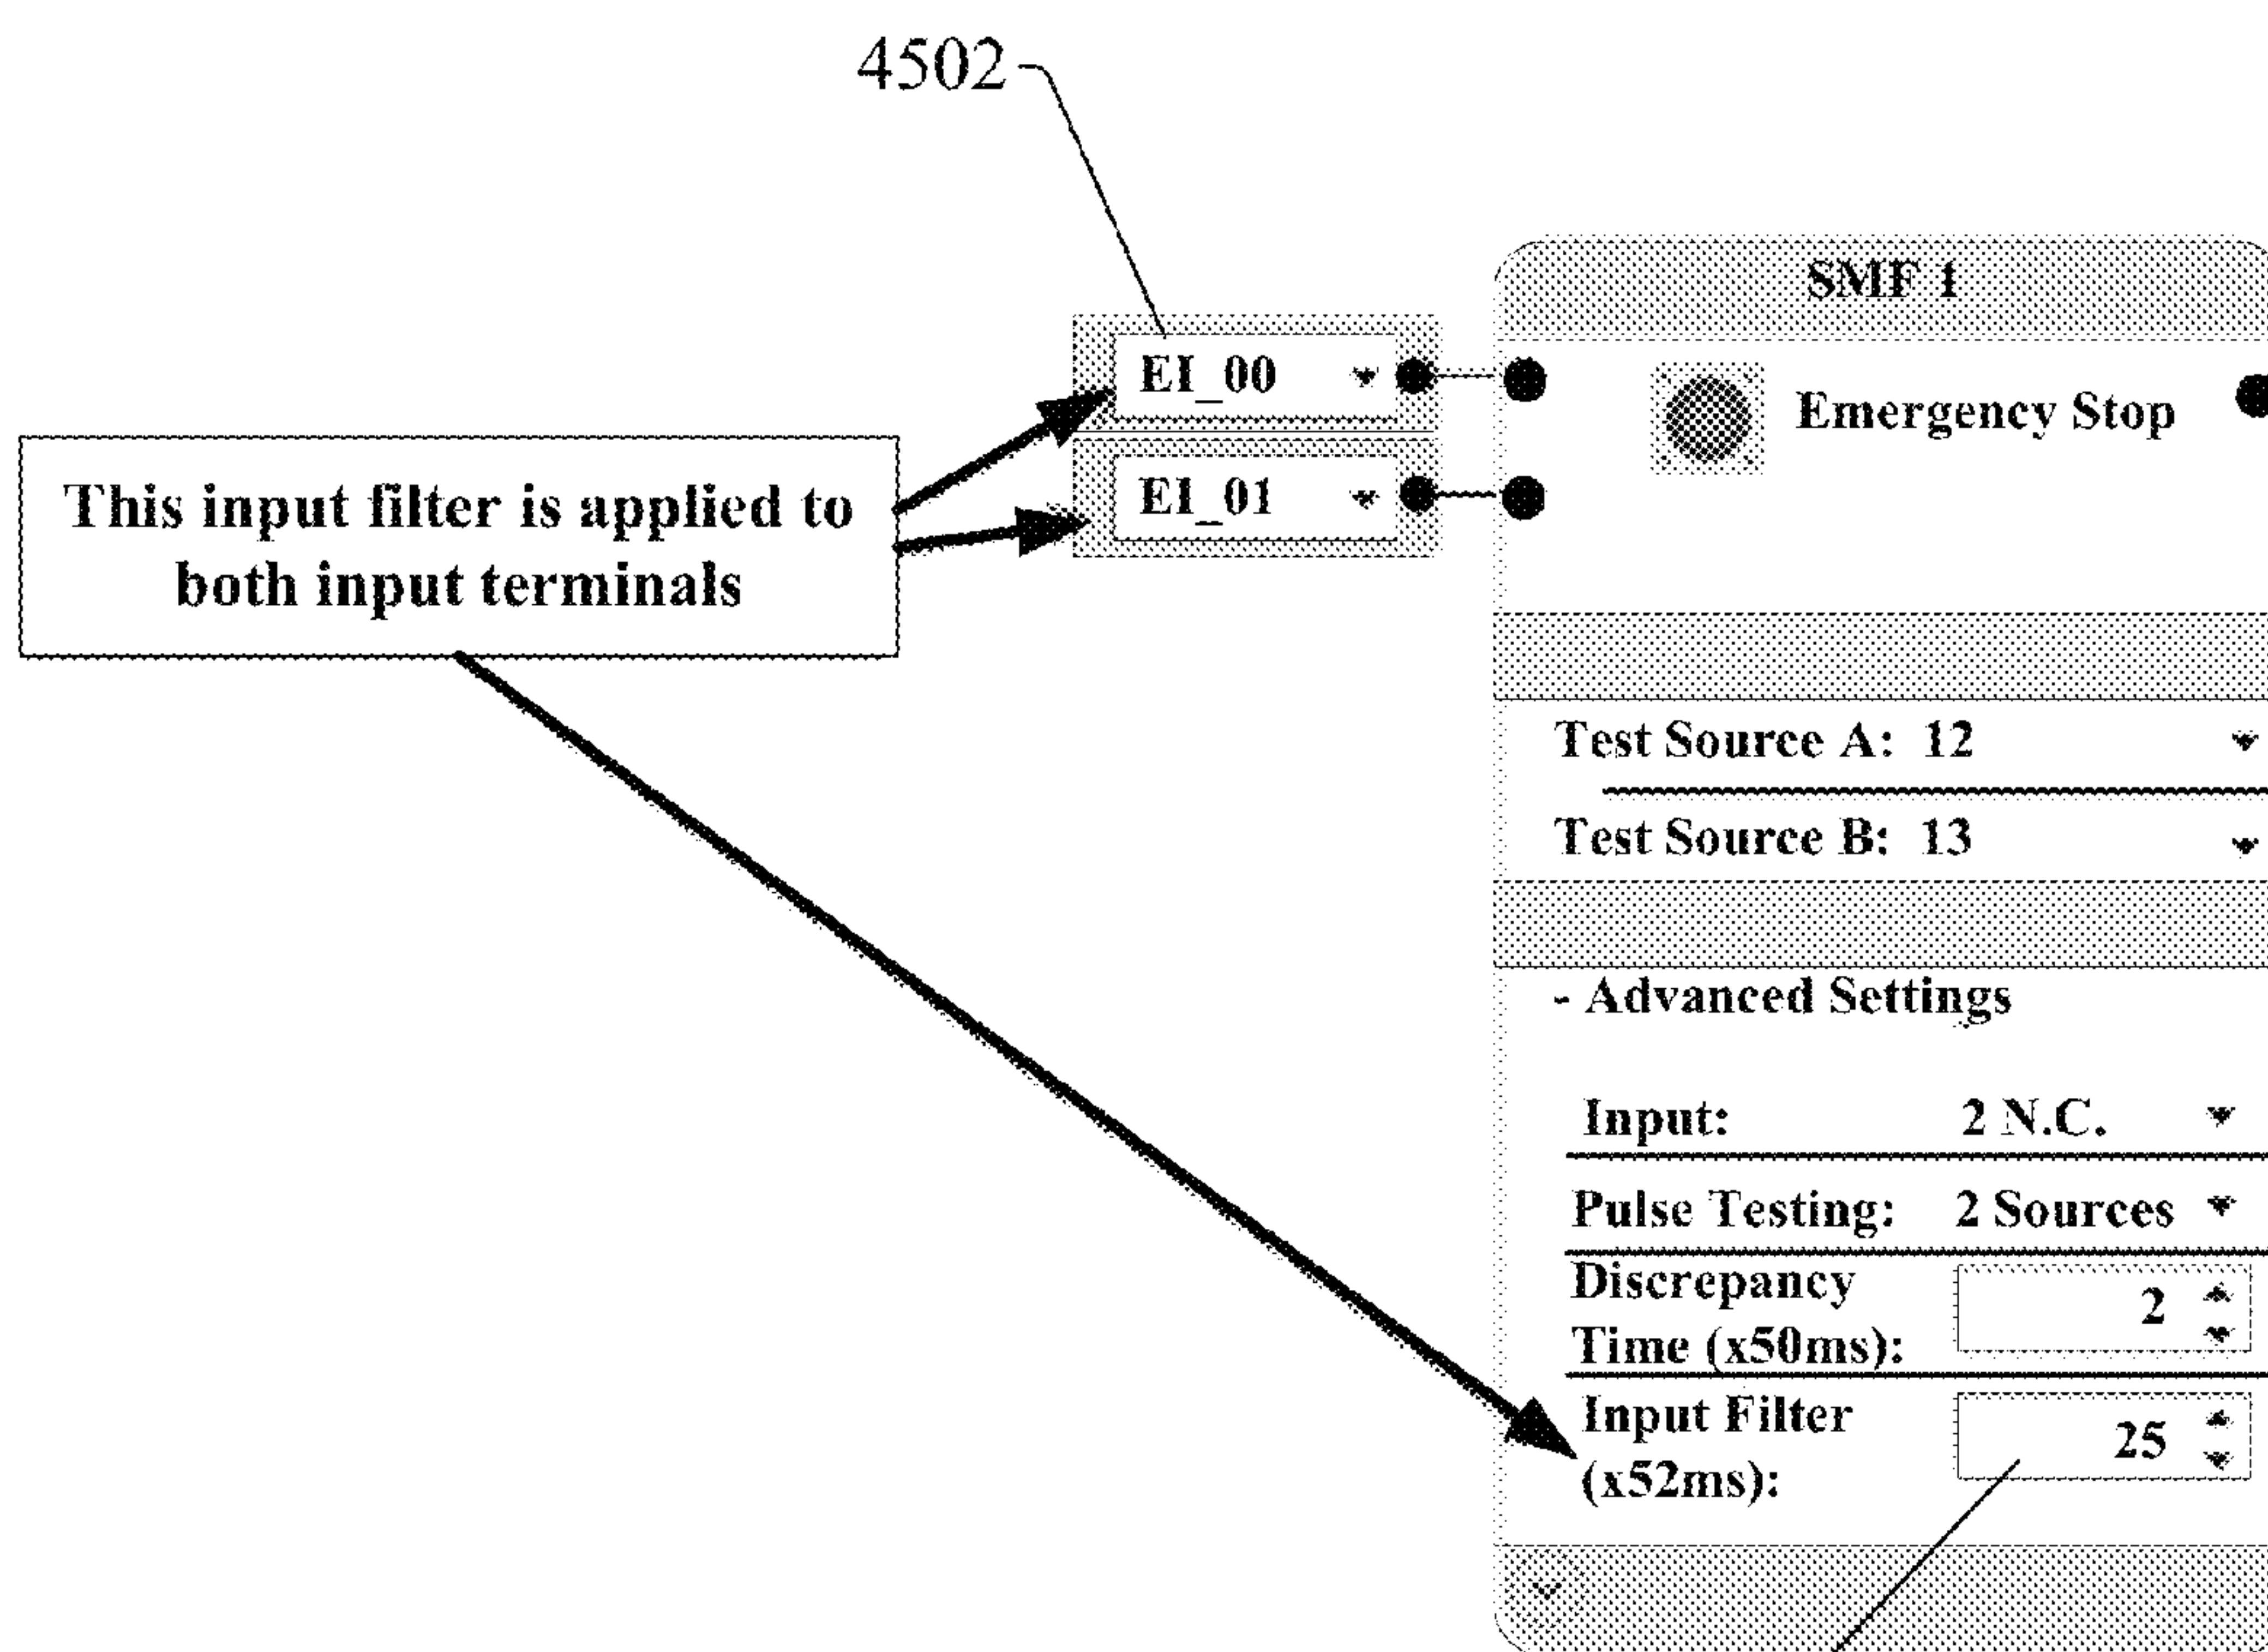 4502
SMF 1
EI_00
Emergency Stop
EI_01
This input filter is applied to
both input terminals
Test Source A: 12
Test Source B: 13
- Advanced Settings
Input: 2 N.C.
Pulse Testing: 2 Sources
Discrepancy
Time (x50ms): 2
Input Filter
(x52ms): 25